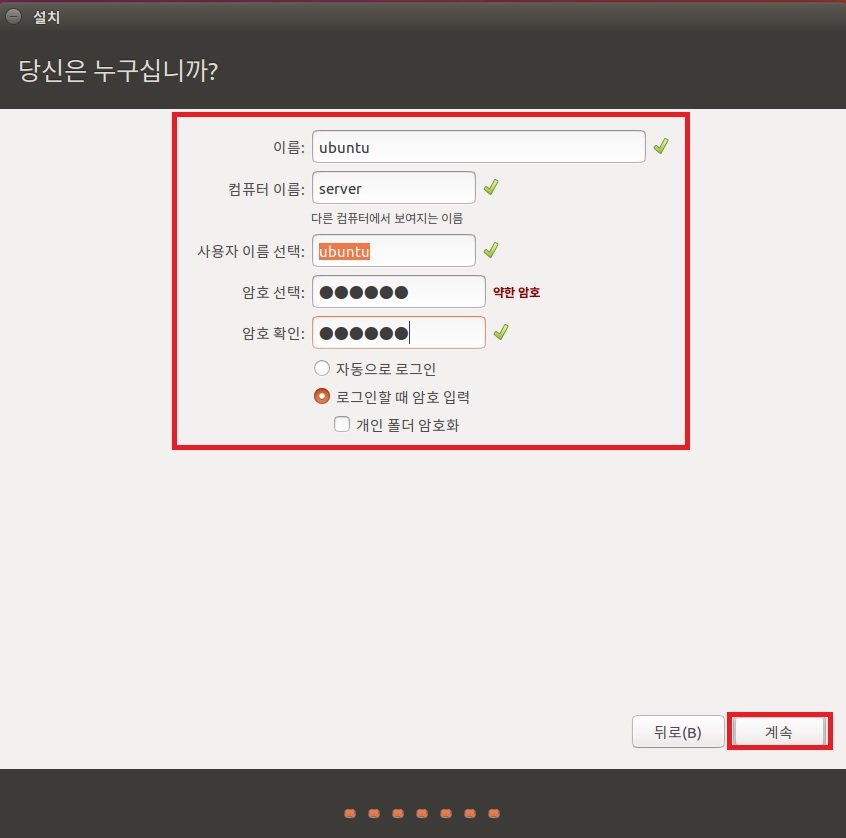 설치
당신은 누구십니까?
이름: ubuntu
컴퓨터 이름: server
다른 컴퓨터에서 보여지는 이름
사용자 이름 선택: ubuntu
암호 선택: ●●●●●● 약한 암호
암호 확인: ●●●●●●
자동으로 로그인
로그인할 때 암호 입력
개인 폴더 암호화
뒤로(B) 계속